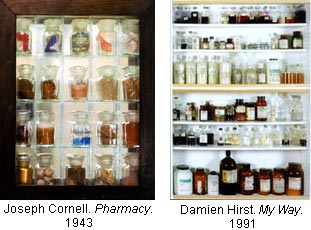 Joseph Cornell. Pharmacy.
1943
Damien Hirst. My Way.
1991